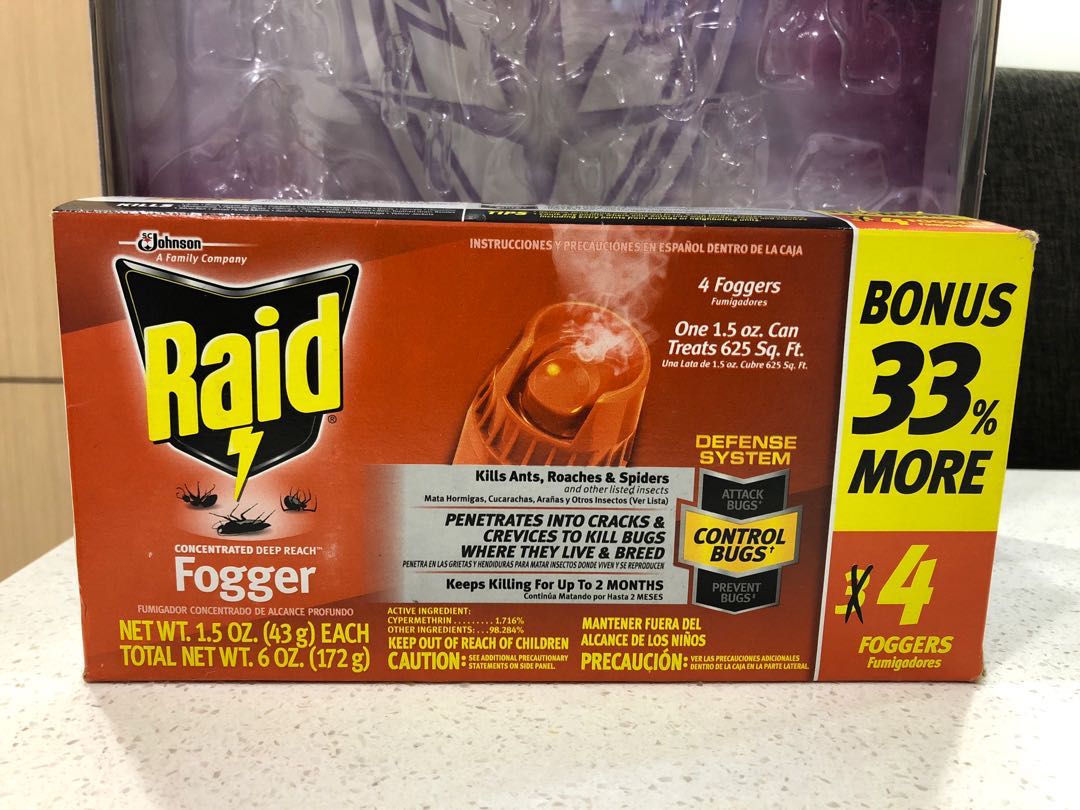 KILLS
TIPS
4
SC Johnson
A Family Company
INSTRUCCIONES Y PRECAUCIONES EN ESPAÑOL DENTRO DE LA CAJA
Raid®
4 Foggers
Fumigadores
One 1.5 oz. Can
Treats 625 Sq. Ft.
Una Lata de 1.5 oz. Cubre 625 Sq. Ft.
CONCENTRATED DEEP REACH™
Fogger
FUMIGADOR CONCENTRADO DE ALCANCE PROFUNDO
NET WT. 1.5 OZ. (43 g) EACH
TOTAL NET WT. 6 OZ. (172 g)
Kills Ants, Roaches & Spiders
and other listed insects
Mata Hormigas, Cucarachas, Arañas y Otros Insectos (Ver Lista)
PENETRATES INTO CRACKS &
CREVICES TO KILL BUGS
WHERE THEY LIVE & BREED
PENETRA EN LAS GRIETAS Y HENDIDURAS PARA MATAR INSECTOS DONDE VIVEN Y SE REPRODUCEN
Keeps Killing For Up To 2 MONTHS
Continúa Matando por Hasta 2 MESES
DEFENSE
SYSTEM
ATTACK
BUGS*
CONTROL
BUGS†
PREVENT
BUGS‡
ACTIVE INGREDIENT:
CYPERMETHRIN.........1.716%
OTHER INGREDIENTS:...98.284%
KEEP OUT OF REACH OF CHILDREN
CAUTION: SEE ADDITIONAL PRECAUTIONARY
STATEMENTS ON SIDE PANEL.
MANTENER FUERA DEL
ALCANCE DE LOS NIÑOS
PRECAUCIÓN: VER LAS PRECAUCIONES ADICIONALES
DENTRO DE LA CAJA EN LA PARTE LATERAL.
BONUS
33%
MORE
3 4
FOGGERS
Fumigadores